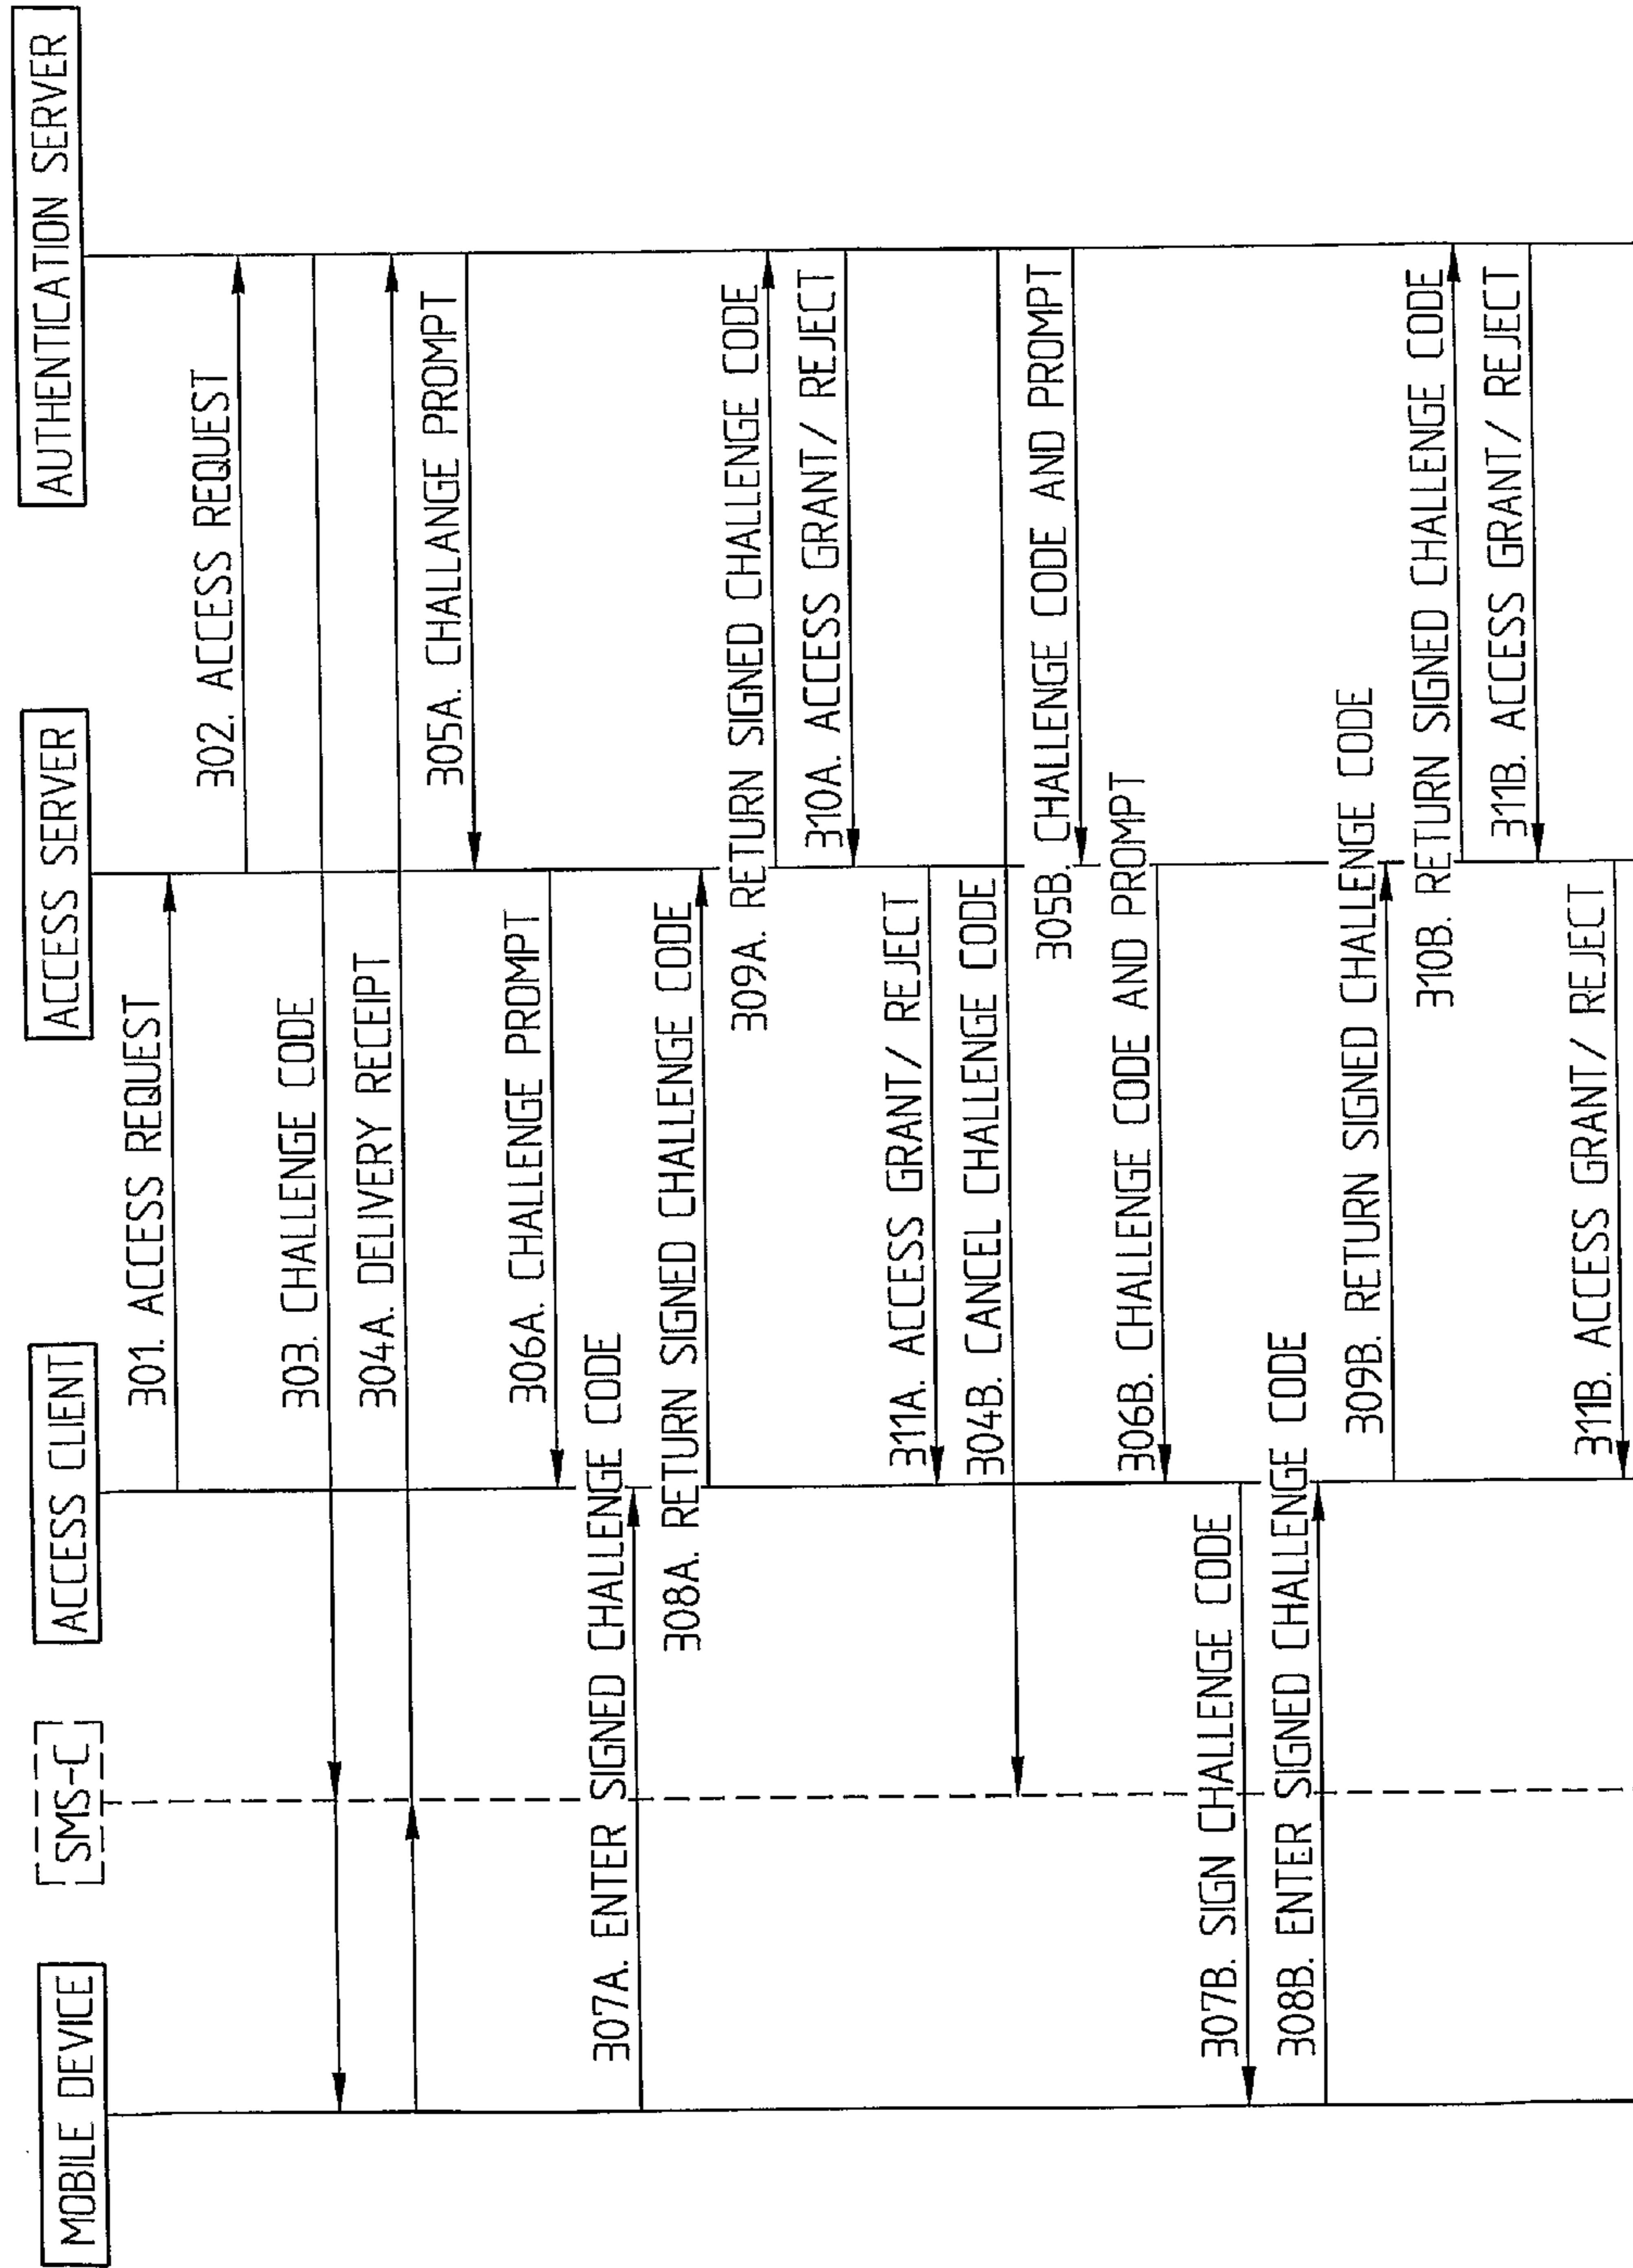 MOBILE DEVICE
SMS-C
ACCESS CLIENT
ACCESS SERVER
AUTHENTICATION SERVER
301. ACCESS REQUEST
302. ACCESS REQUEST
303. CHALLENGE CODE
304A. DELIVERY RECEIPT
305A. CHALLANGE PROMPT
306A. CHALLENGE PROMPT
307A. ENTER SIGNED CHALLENGE CODE
308A. RETURN SIGNED CHALLENGE CODE
309A. RETURN SIGNED CHALLENGE CODE
310A. ACCESS GRANT/ REJECT
311A. ACCESS GRANT/ REJECT
304B. CANCEL CHALLENGE CODE
305B. CHALLENGE CODE AND PROMPT
306B. CHALLENGE CODE AND PROMPT
307B. SIGN CHALLENGE CODE
308B. ENTER SIGNED CHALLENGE CODE
309B. RETURN SIGNED CHALLENGE CODE
310B. RETURN SIGNED CHALLENGE CODE
311B. ACCESS GRANT/ REJECT
311B. ACCESS GRANT/ REJECT